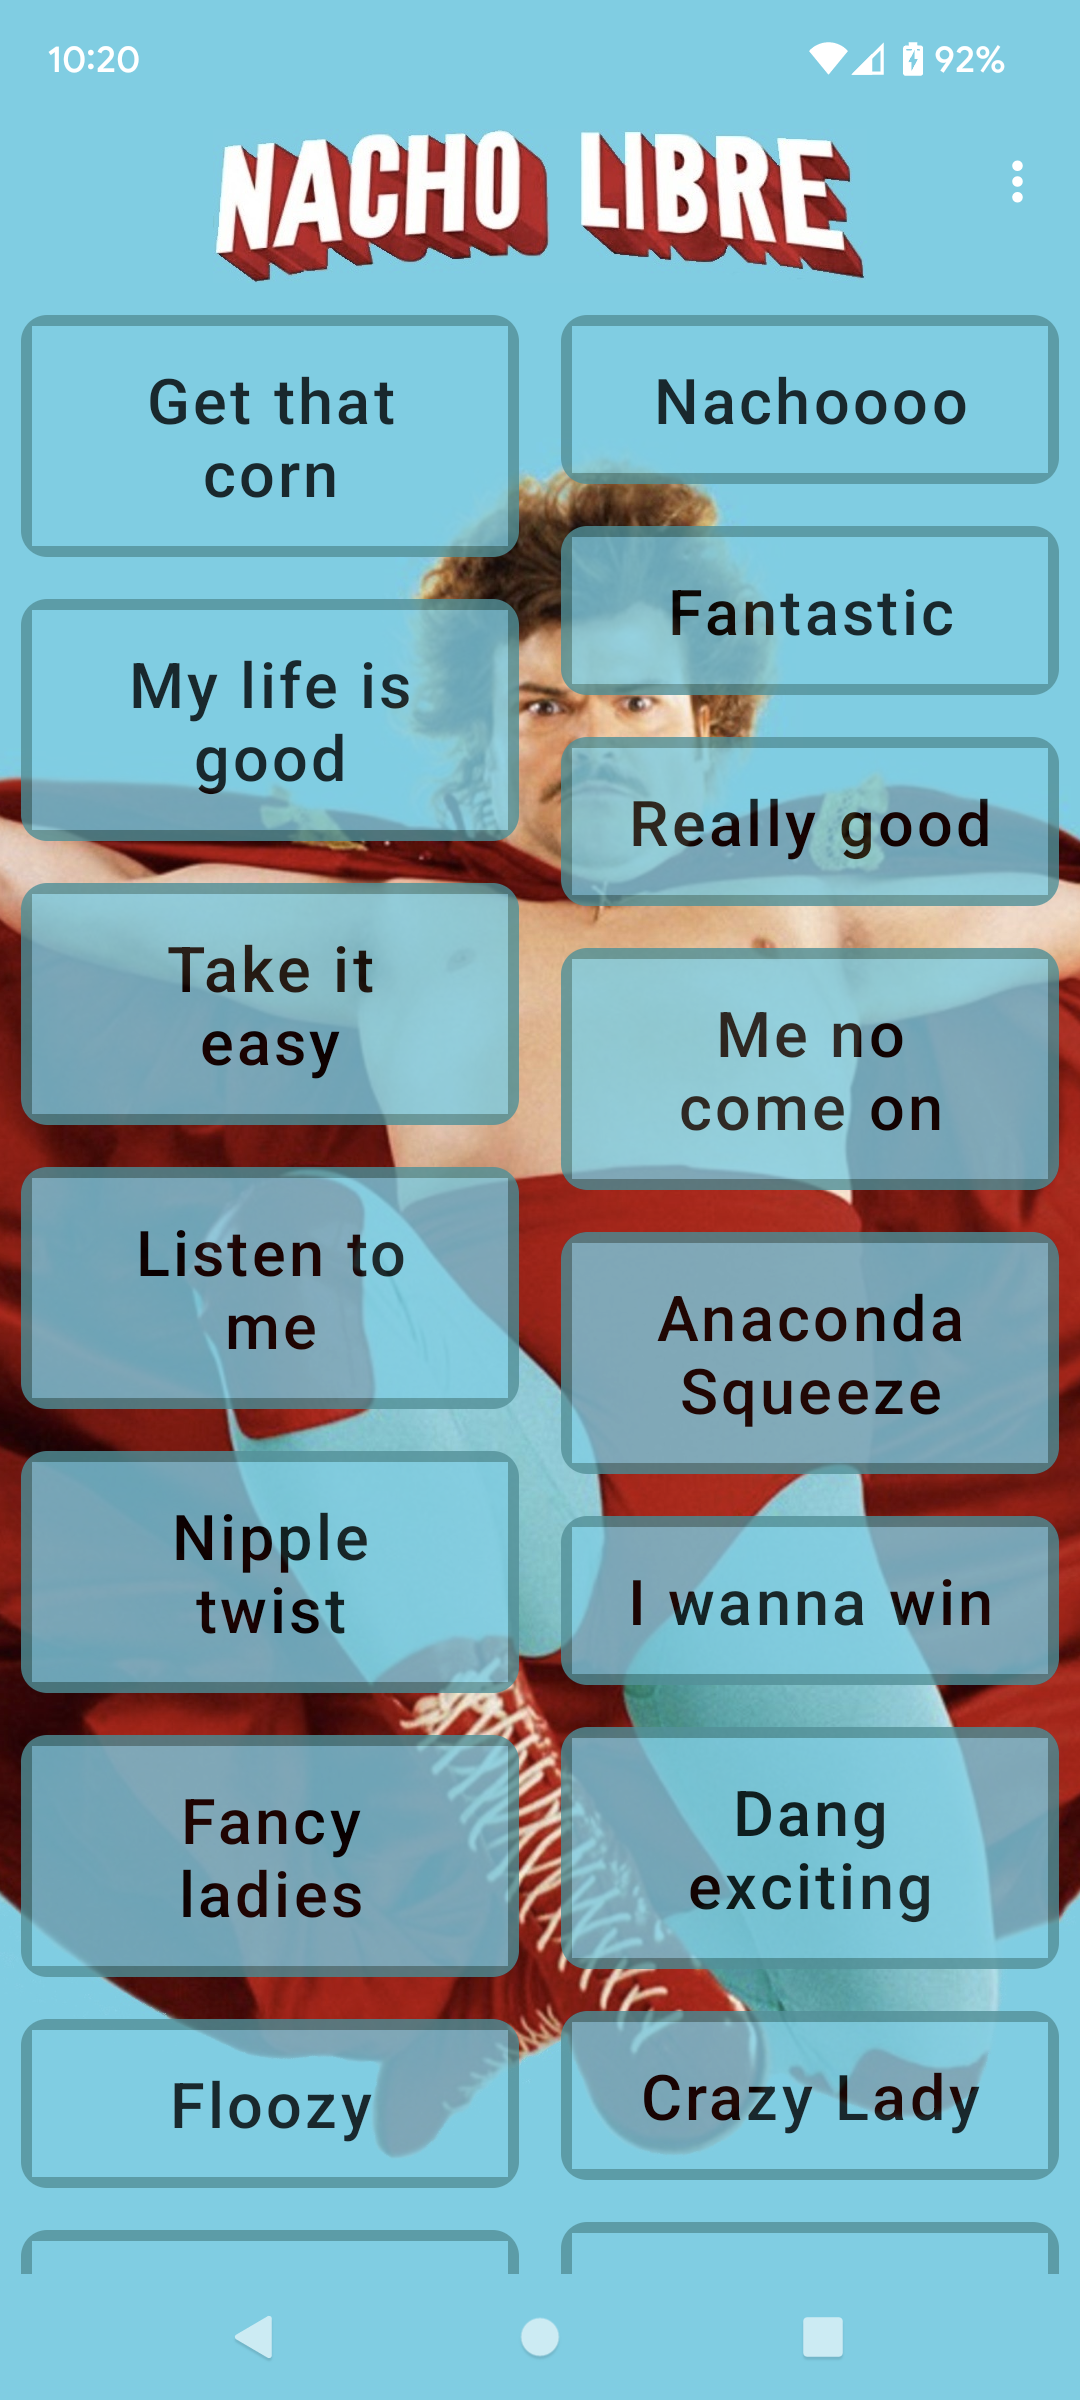 10:20
92%
NACHO LIBRE
Get that
corn
Nachoooo
Fantastic
My life is
good
Really good
Take it
easy
Me no
come on
Listen to
me
Anaconda
Squeeze
Nipple
twist
I wanna win
Fancy
ladies
Dang
exciting
Floozy
Crazy Lady